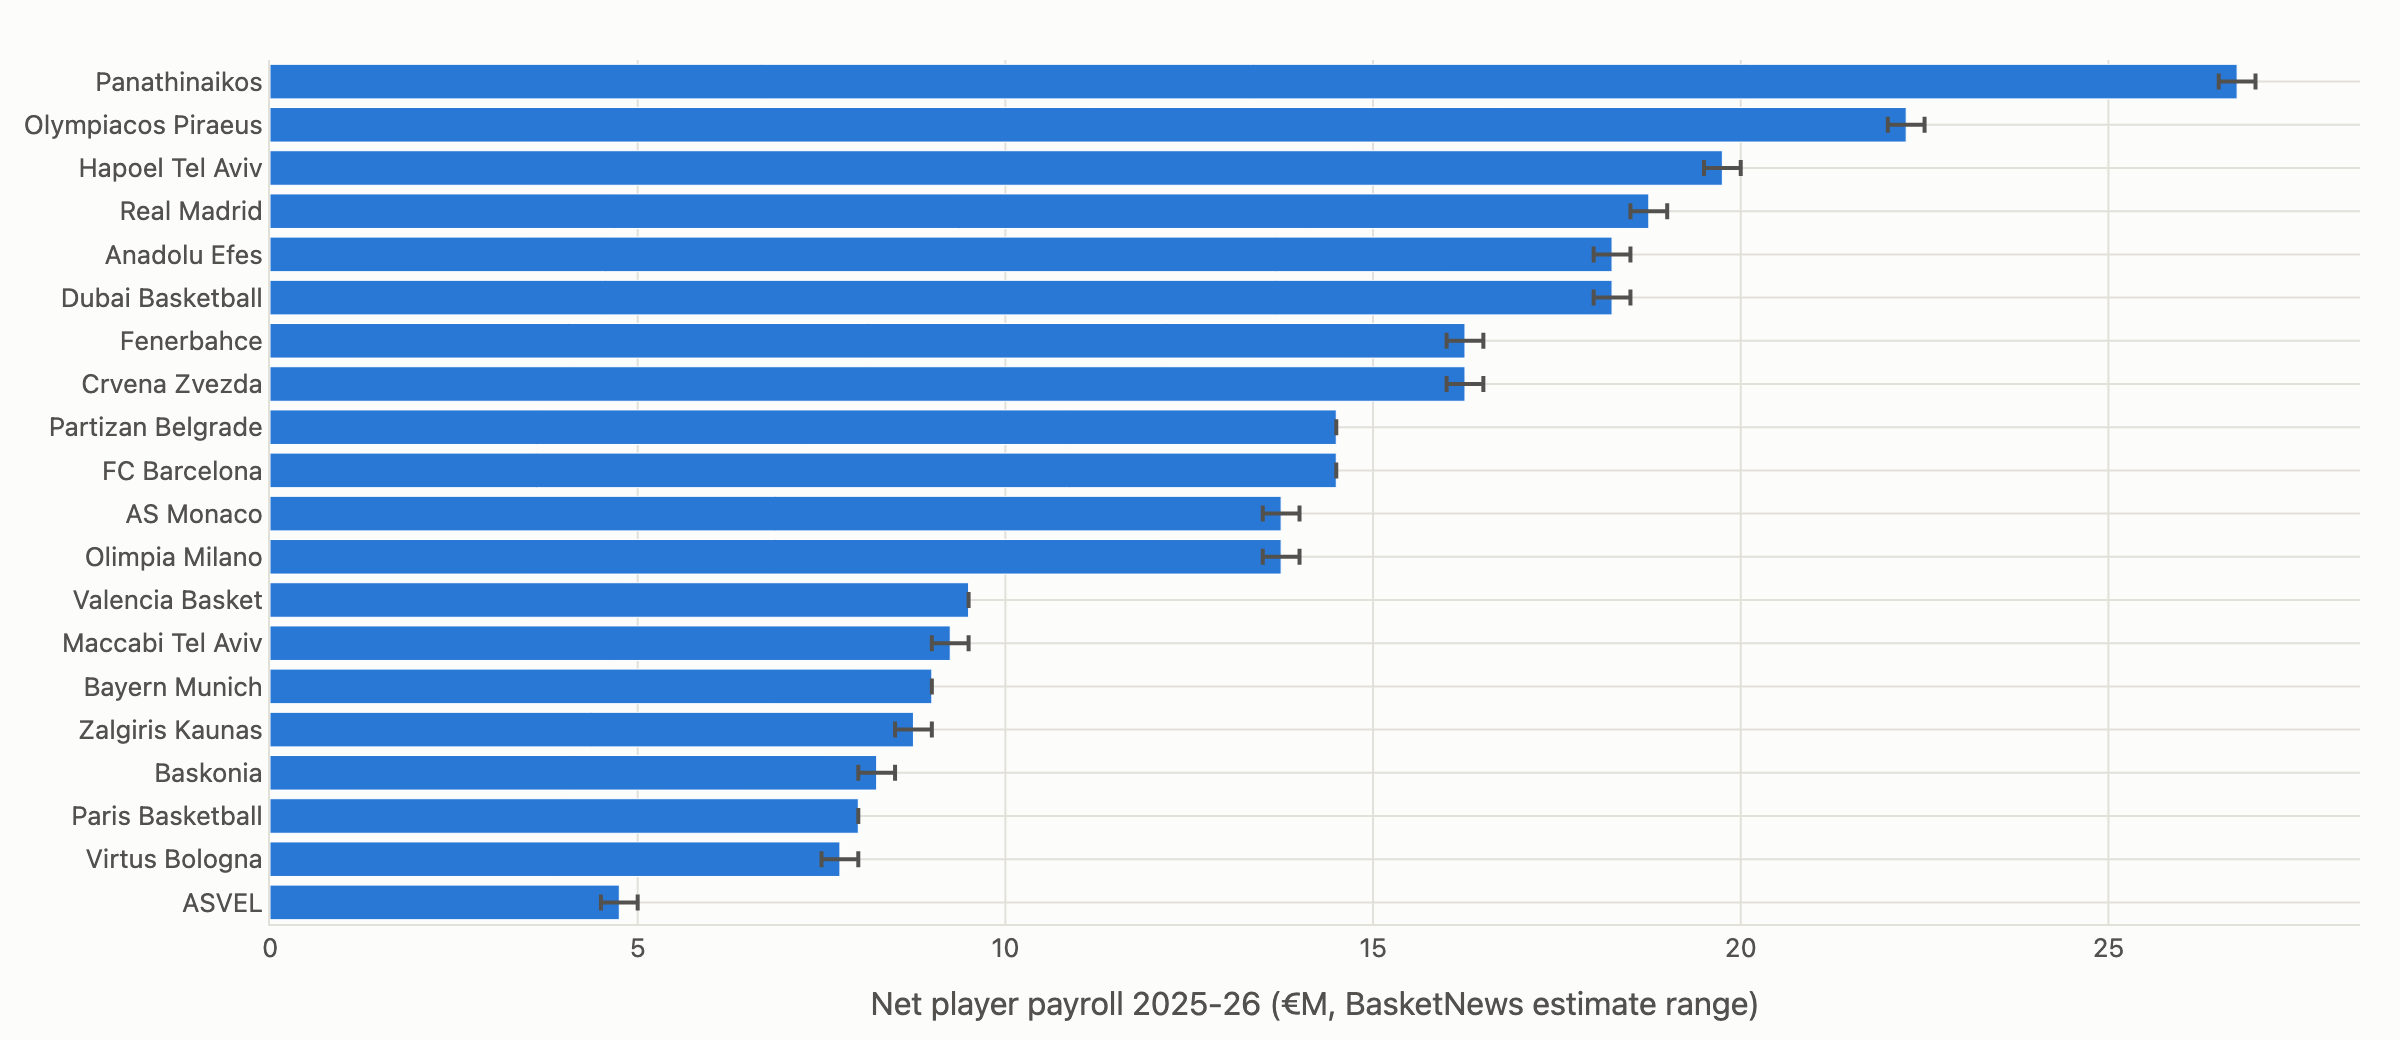 Panathinaikos
Olympiacos Piraeus
Hapoel Tel Aviv
Real Madrid
Anadolu Efes
Dubai Basketball
Fenerbahce
Crvena Zvezda
Partizan Belgrade
FC Barcelona
AS Monaco
Olimpia Milano
Valencia Basket
Maccabi Tel Aviv
Bayern Munich
Zalgiris Kaunas
Baskonia
Paris Basketball
Virtus Bologna
ASVEL
0 5 10 15 20 25
Net player payroll 2025-26 (€M, BasketNews estimate range)